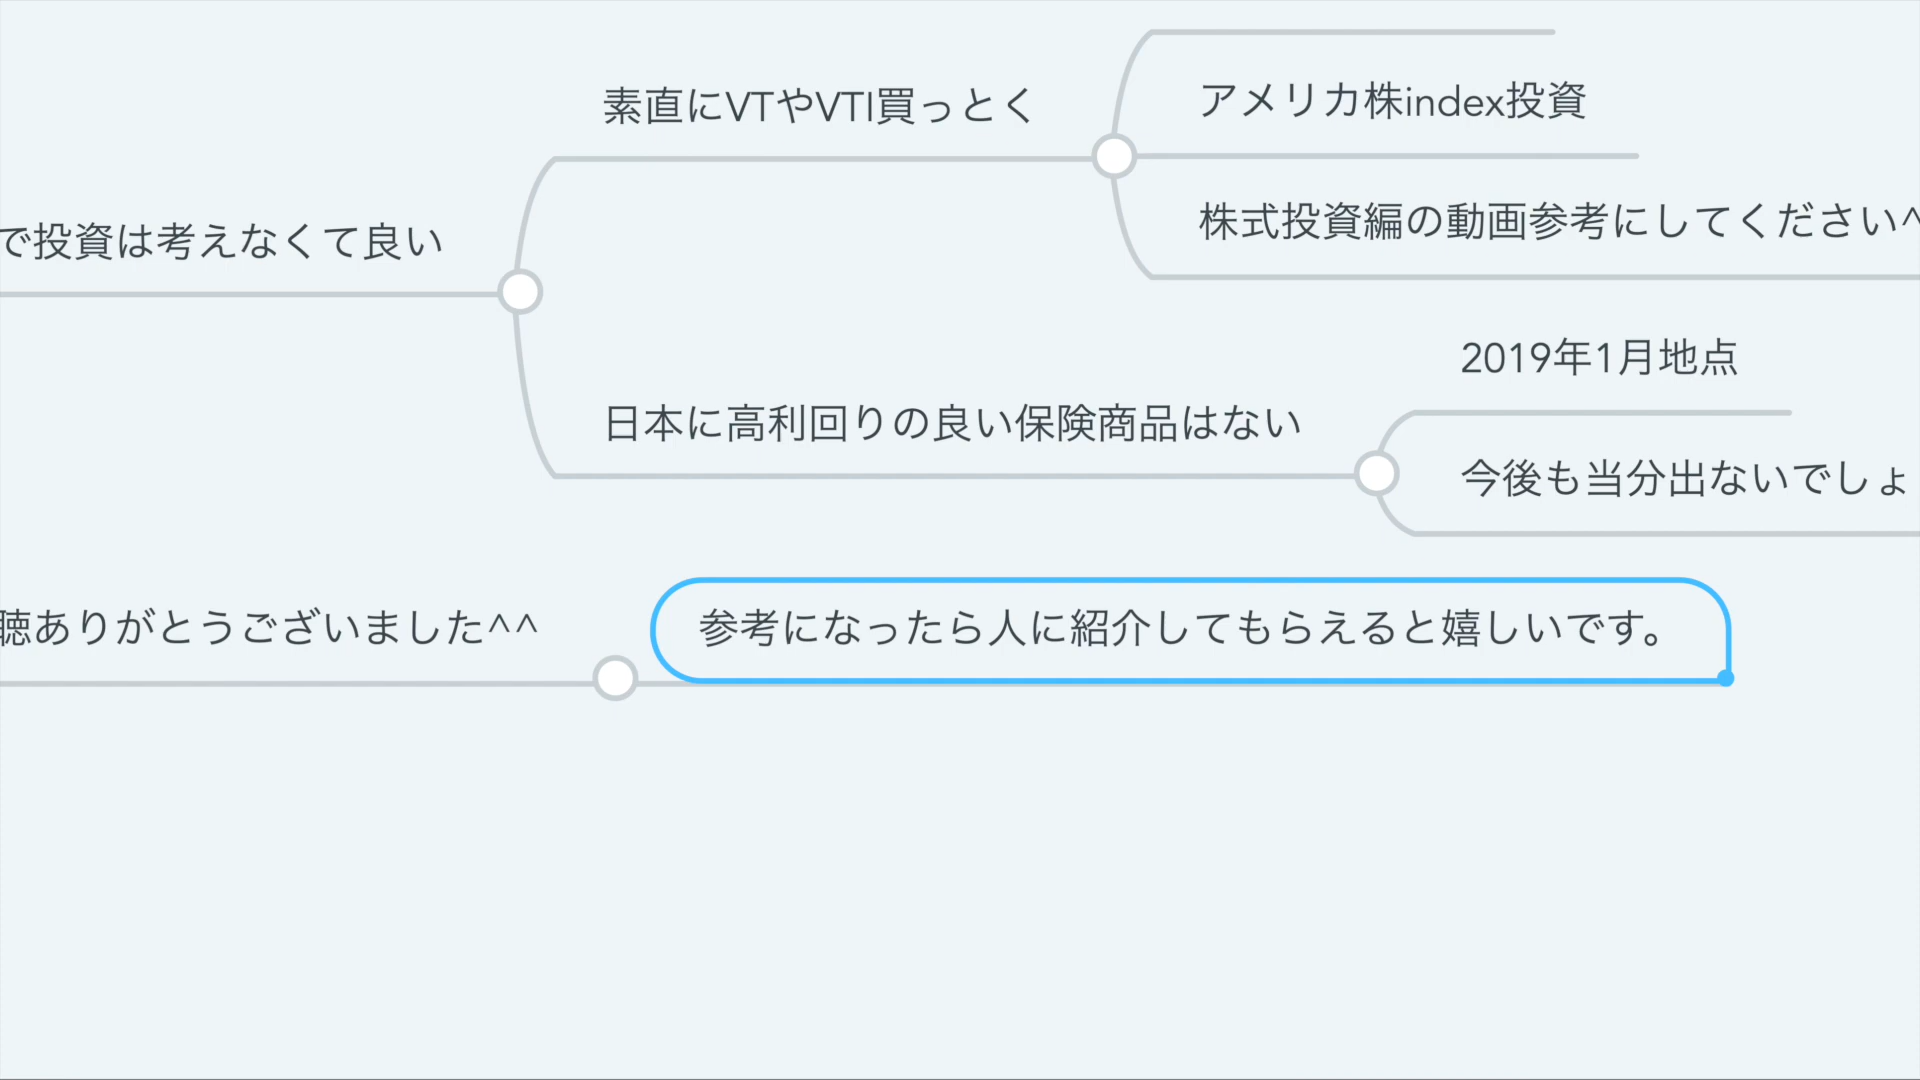 で投資は考えなくて良い
素直にVTやVTI買っとく
アメリカ株index投資
株式投資編の動画参考にしてください^
日本に高利回りの良い保険商品はない
2019年1月地点
今後も当分出ないでしょ
聴ありがとうございました^^
参考になったら人に紹介してもらえると嬉しいです。